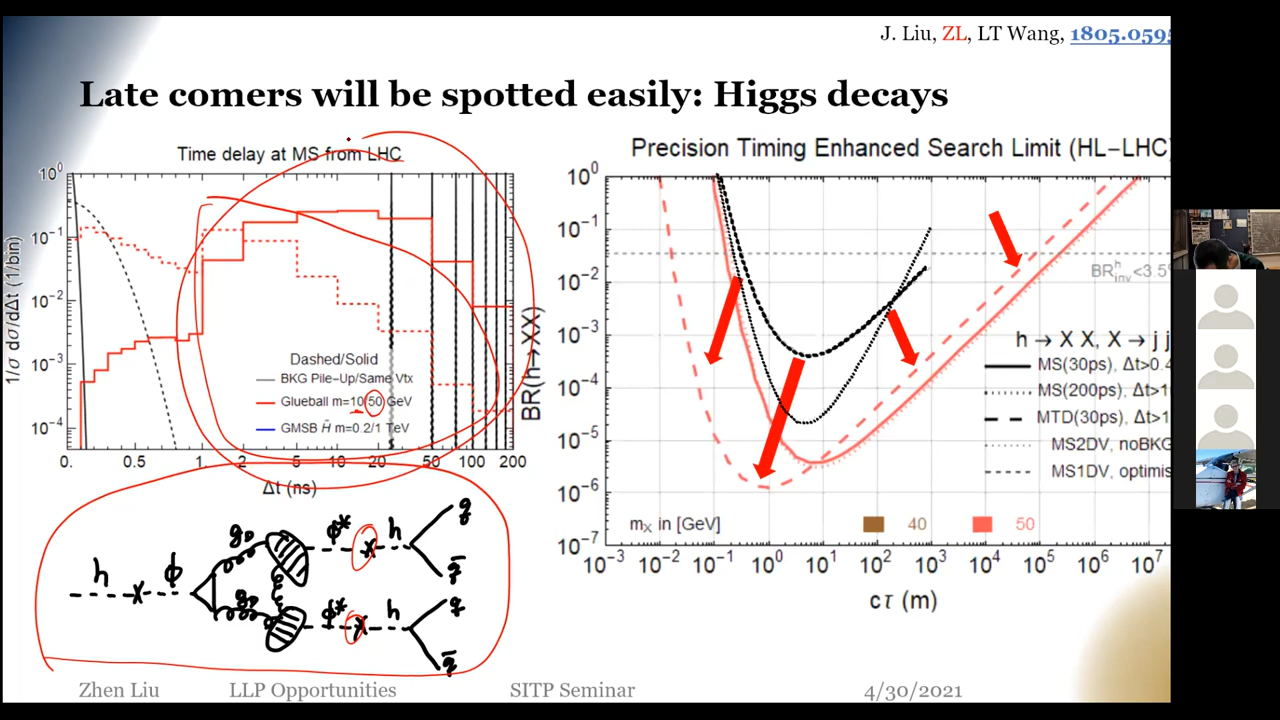 J. Liu, ZL, LT Wang, 1805.0595
Late comers will be spotted easily: Higgs decays
Time delay at MS from LHC
10⁰
10⁻¹
10⁻²
10⁻³
10⁻⁴
1/σ dσ/dΔt (1/bin)
Dashed/Solid
BKG Pile-Up/Same Vtx
Glueball m=10/50 GeV
GMSB H̃ m=0.2/1 TeV
0. 0.5 1. 2 5 10 20 50 100 200
Δt (ns)
Precision Timing Enhanced Search Limit (HL-LHC)
10⁰
10⁻¹
10⁻²
10⁻³
10⁻⁴
10⁻⁵
10⁻⁶
10⁻⁷
BR(h→XX)
BRʰinv<3.5
h → X X, X → j j
MS(30ps), Δt>0.4
MS(200ps), Δt>1
MTD(30ps), Δt>1
MS2DV, noBKG
MS1DV, optimis
mX in [GeV] 40 50
10⁻³ 10⁻² 10⁻¹ 10⁰ 10¹ 10² 10³ 10⁴ 10⁵ 10⁶ 10⁷
cτ (m)
h ϕ gD ϕ* h q q̄
gD ϕ* h q q̄
Zhen Liu LLP Opportunities SITP Seminar 4/30/2021